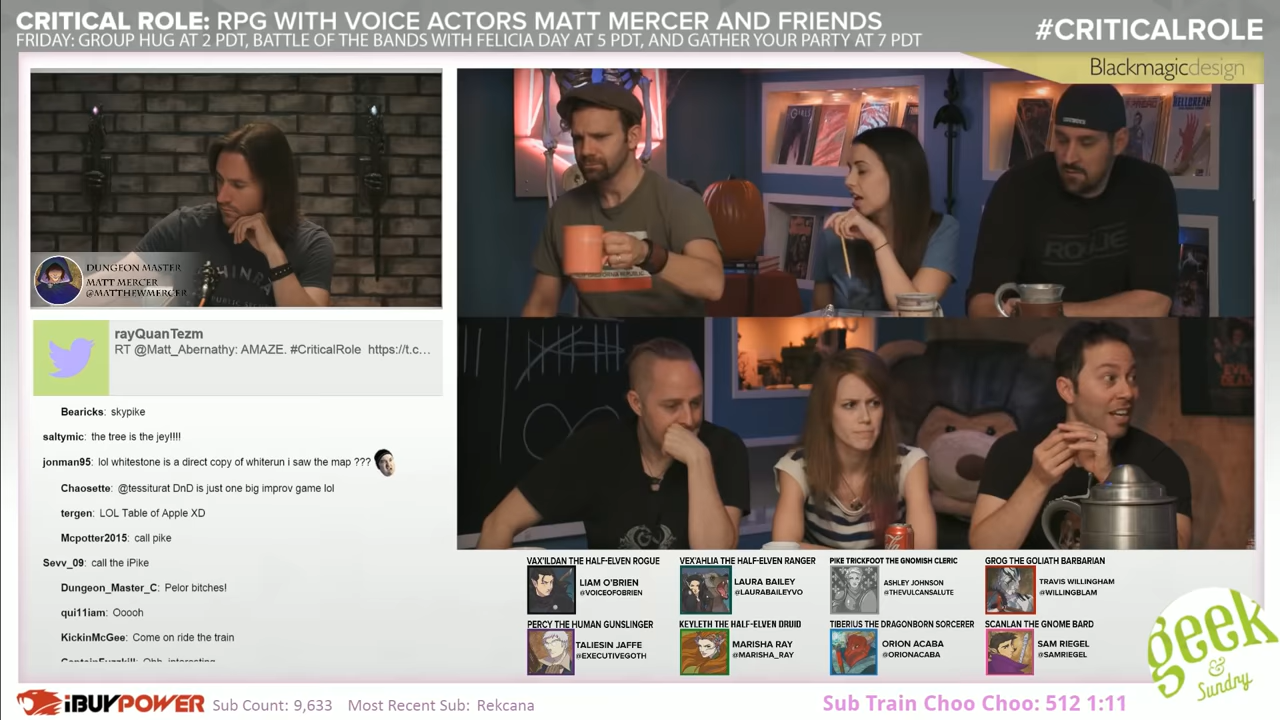 CRITICAL ROLE: RPG WITH VOICE ACTORS MATT MERCER AND FRIENDS
FRIDAY: GROUP HUG AT 2 PDT, BATTLE OF THE BANDS WITH FELICIA DAY AT 5 PDT, AND GATHER YOUR PARTY AT 7 PDT
#CRITICALROLE
Blackmagicdesign
DUNGEON MASTER
MATT MERCER
@MATTHEWMERCER
rayQuanTezm
RT @Matt_Abernathy: AMAZE. #CriticalRole https://t.c…
Bearicks: skypike
saltymic: the tree is the jey!!!!
jonman95: lol whitestone is a direct copy of whiterun i saw the map ???
Chaosette: @tessiturat DnD is just one big improv game lol
tergen: LOL Table of Apple XD
Mcpotter2015: call pike
Sevv_09: call the iPike
Dungeon_Master_C: Pelor bitches!
qui11iam: Ooooh
KickinMcGee: Come on ride the train
VAX'ILDAN THE HALF-ELVEN ROGUE
LIAM O'BRIEN
@VOICEOFOBRIEN
VEX'AHLIA THE HALF-ELVEN RANGER
LAURA BAILEY
@LAURABAILEYVO
PIKE TRICKFOOT THE GNOMISH CLERIC
ASHLEY JOHNSON
@THEVULCANSALUTE
GROG THE GOLIATH BARBARIAN
TRAVIS WILLINGHAM
@WILLINGBLAM
PERCY THE HUMAN GUNSLINGER
TALIESIN JAFFE
@EXECUTIVEGOTH
KEYLETH THE HALF-ELVEN DRUID
MARISHA RAY
@MARISHA_RAY
TIBERIUS THE DRAGONBORN SORCERER
ORION ACABA
@ORIONACABA
SCANLAN THE GNOME BARD
SAM RIEGEL
@SAMRIEGEL
geek
&
Sundry
iBUYPOWER
Sub Count: 9,633 Most Recent Sub: Rekcana
Sub Train Choo Choo: 512 1:11